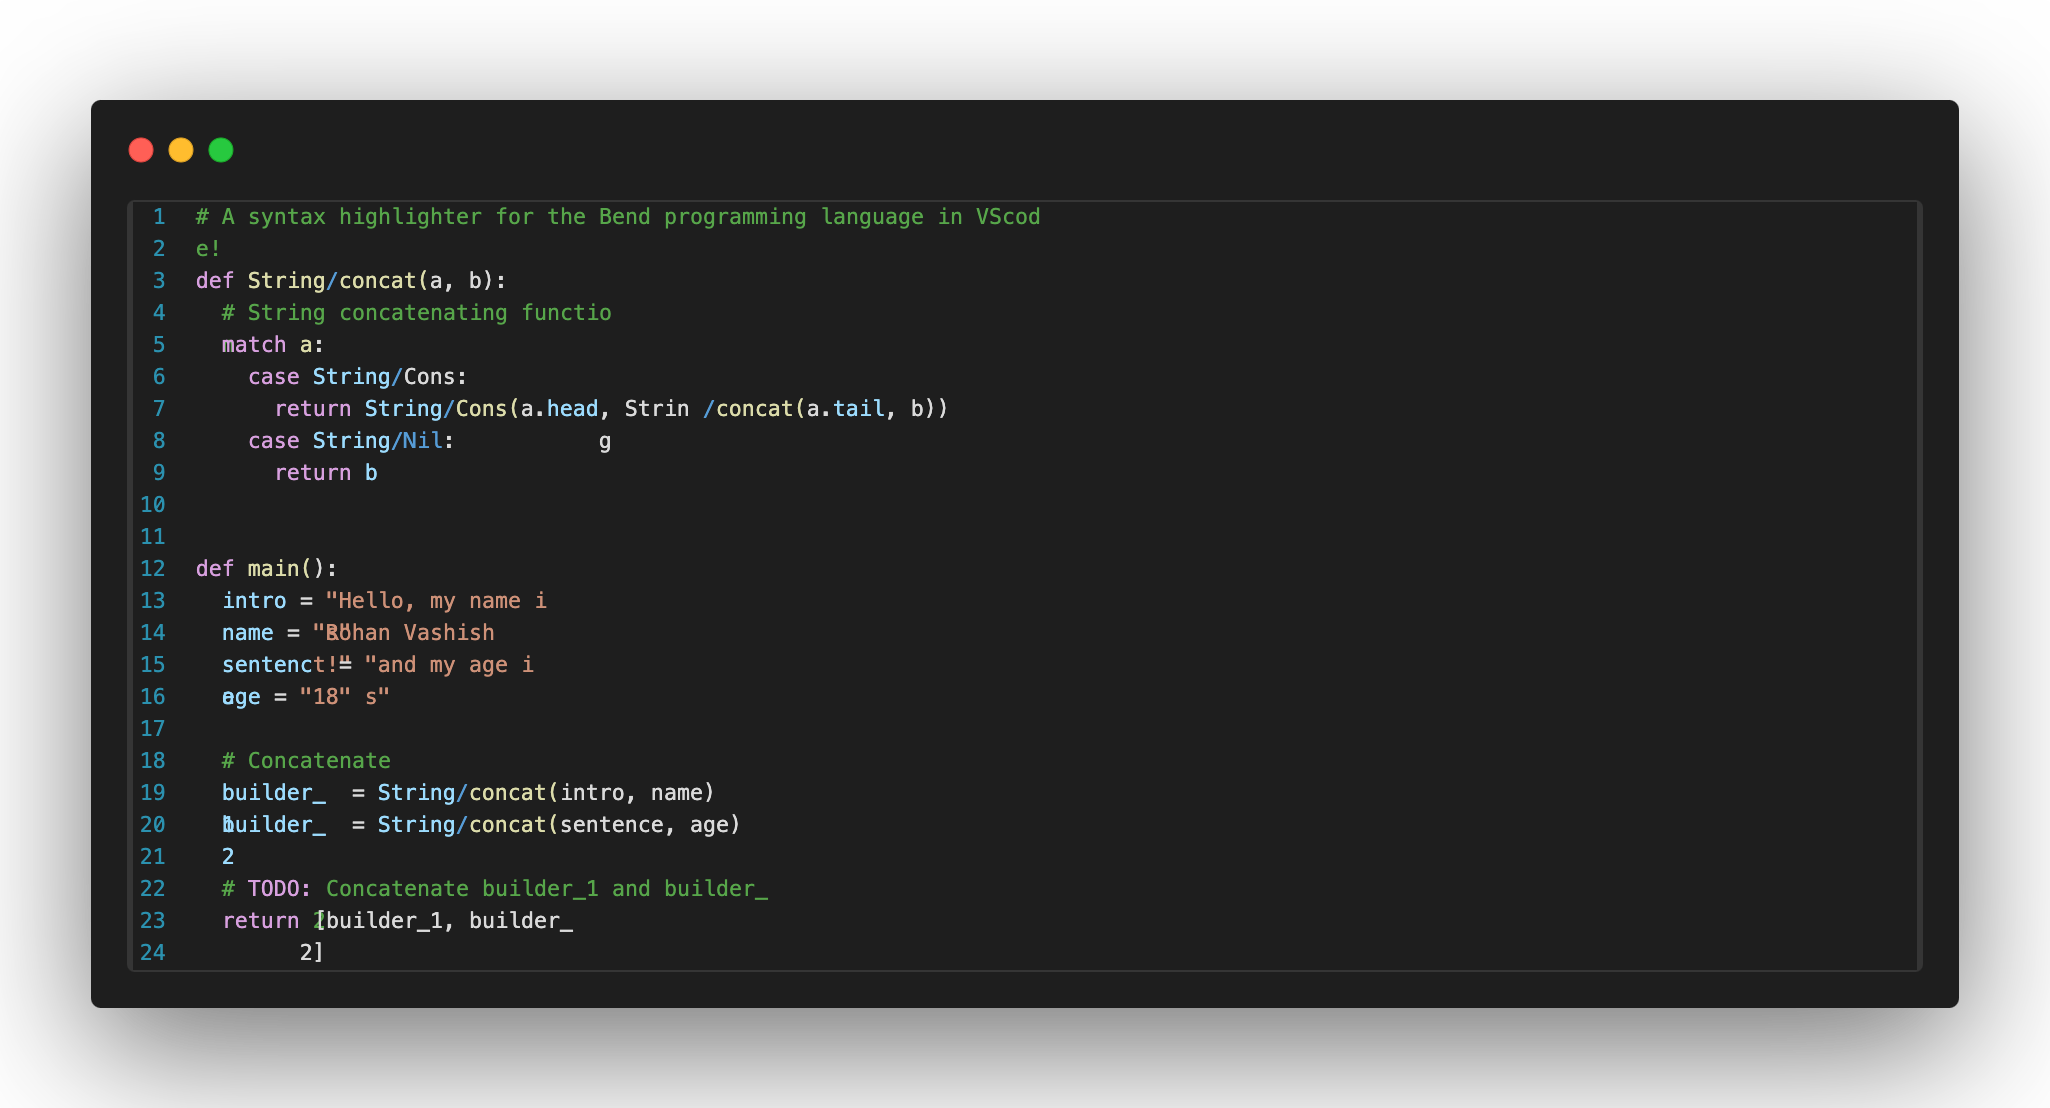 1 # A syntax highlighter for the Bend programming language in VScod
2 e!
3 def String/concat(a, b):
4 # String concatenating functio
5 match a:
6 case String/Cons:
7 return String/Cons(a.head, Strin /concat(a.tail, b))
8 case String/Nil: g
9 return b
10
11
12 def main():
13 intro = "Hello, my name i
14 name = "Rohan Vashish
15 sentenct!" = "and my age i
16 age = "18" s"
17
18 # Concatenate
19 builder_ = String/concat(intro, name)
20 builder_ = String/concat(sentence, age)
21 2
22 # TODO: Concatenate builder_1 and builder_
23 return [builder_1, builder_
24 2]